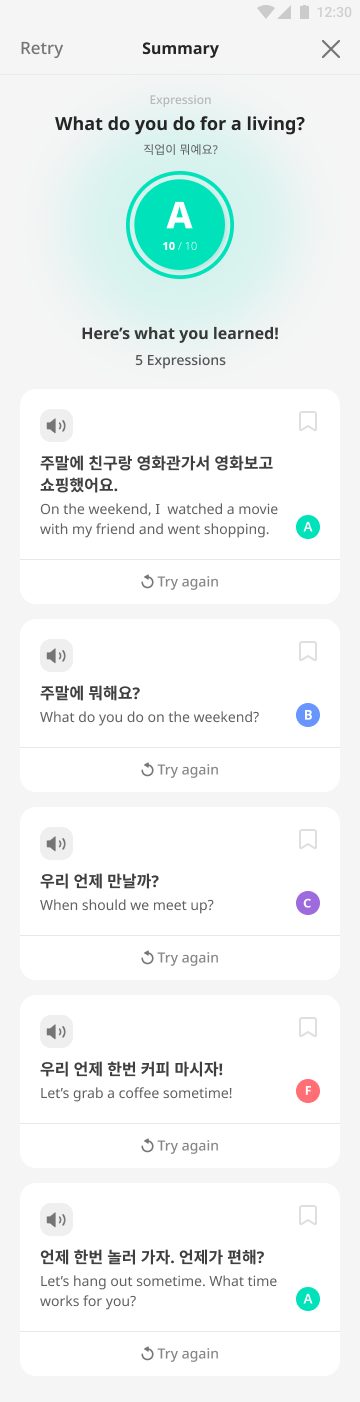 12:30
Retry Summary
Expression
What do you do for a living?
직업이 뭐예요?
A
10 / 10
Here's what you learned!
5 Expressions
주말에 친구랑 영화관가서 영화보고
쇼핑했어요.
On the weekend, I  watched a movie
with my friend and went shopping.
A
Try again
주말에 뭐해요?
What do you do on the weekend?
B
Try again
우리 언제 만날까?
When should we meet up?
C
Try again
우리 언제 한번 커피 마시자!
Let's grab a coffee sometime!
F
Try again
언제 한번 놀러 가자. 언제가 편해?
Let's hang out sometime. What time
works for you?
A
Try again